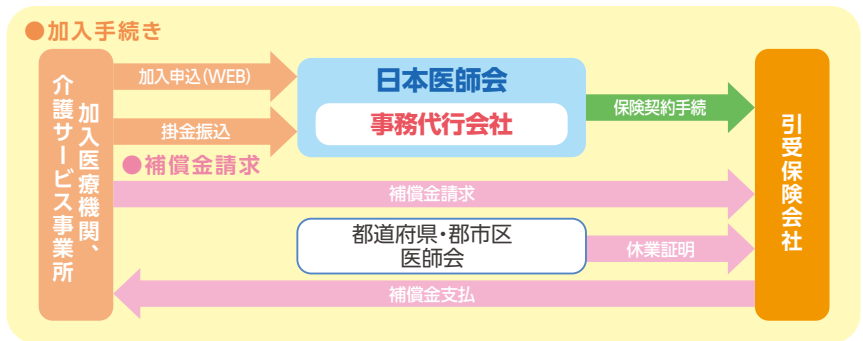 ●加入手続き
加入医療機関、
介護サービス事業所
加入申込(WEB)
掛金振込
日本医師会
事務代行会社
保険契約手続
引受保険会社
●補償金請求
補償金請求
都道府県・郡市区
医師会
休業証明
補償金支払